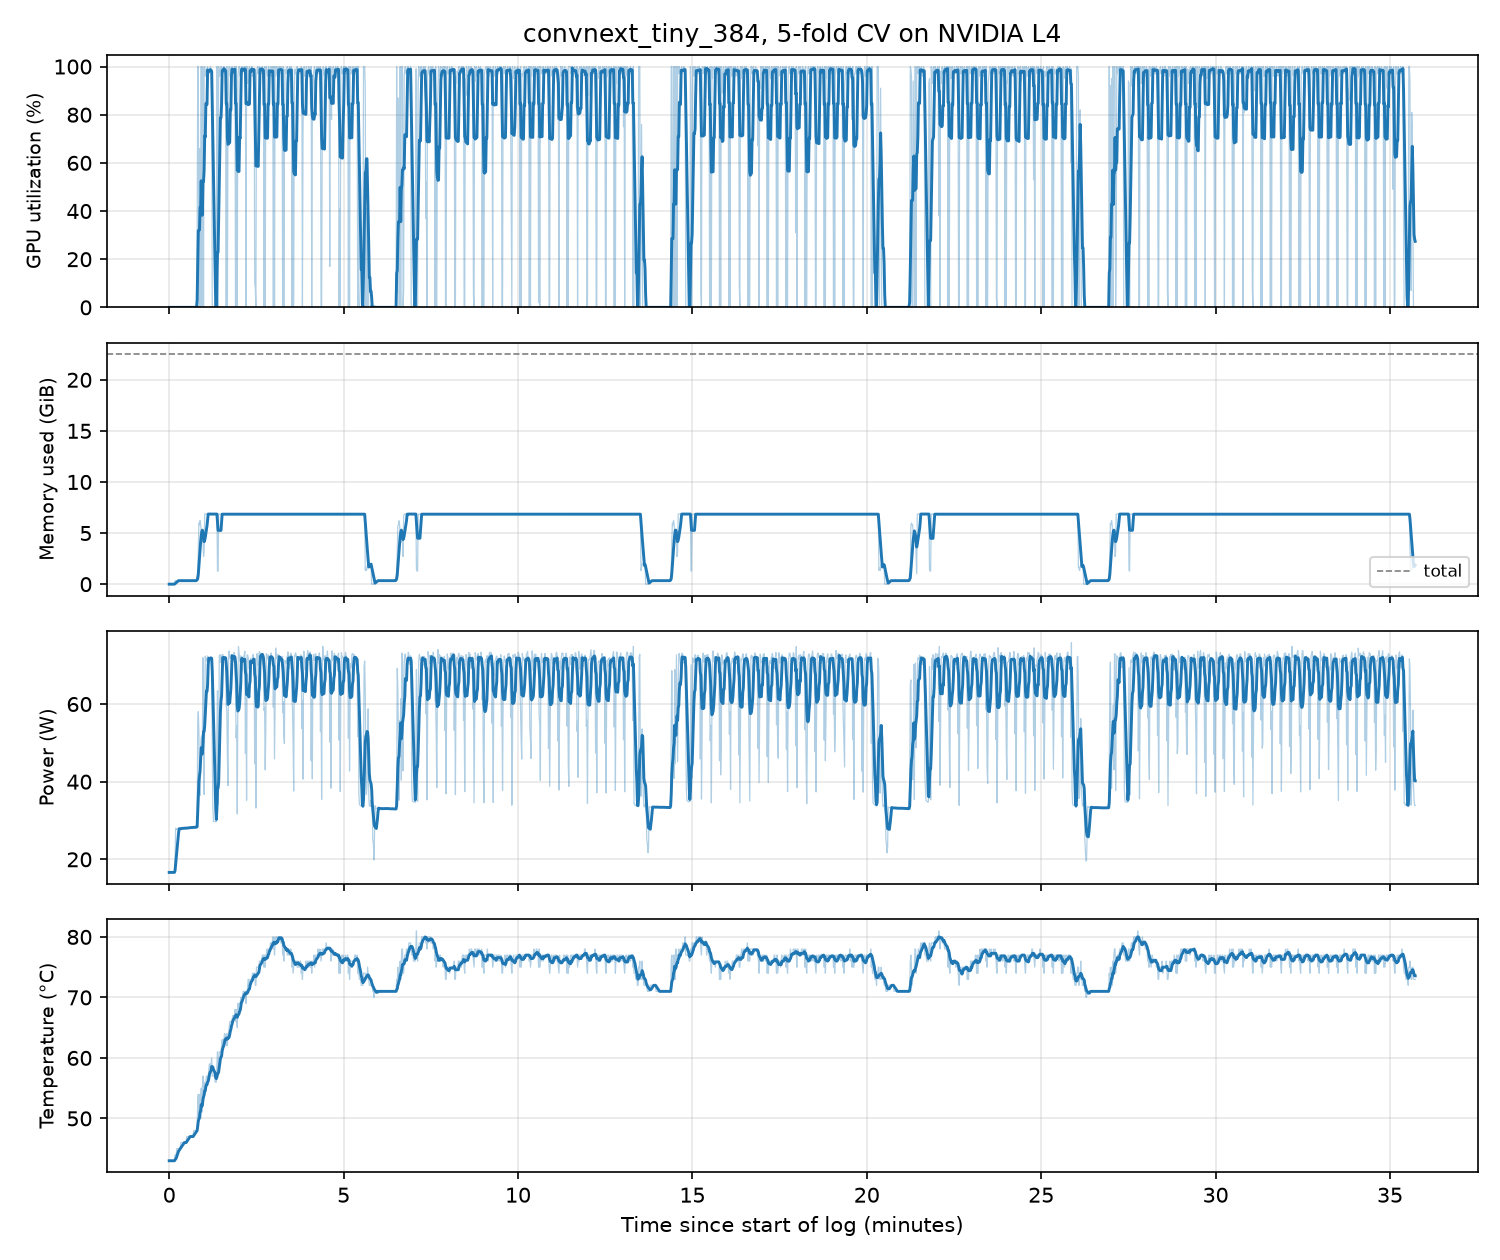 convnext_tiny_384, 5-fold CV on NVIDIA L4
GPU utilization (%)
100
80
60
40
20
0
Memory used (GiB)
20
15
10
5
0
total
Power (W)
60
40
20
Temperature (°C)
80
70
60
50
0 5 10 15 20 25 30 35
Time since start of log (minutes)